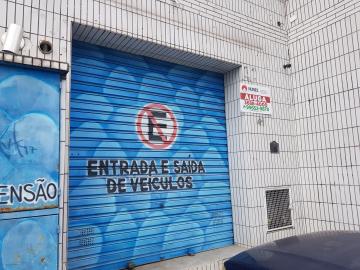 E
ENTRADA E SAÍDA
DE VEÍCULOS
ENSÃO
ALUGA